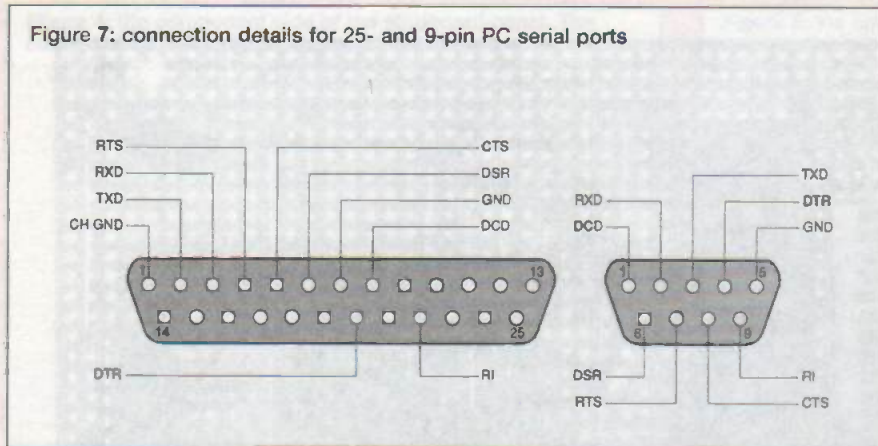 Figure 7: connection details for 25- and 9-pin PC serial ports
RTS
RXD
TXD
CH GND
CTS
DSR
GND
DCD
1
13
14
25
DTR
RI
RXD
DCD
TXD
DTR
GND
1
5
6
9
DSR
RTS
RI
CTS